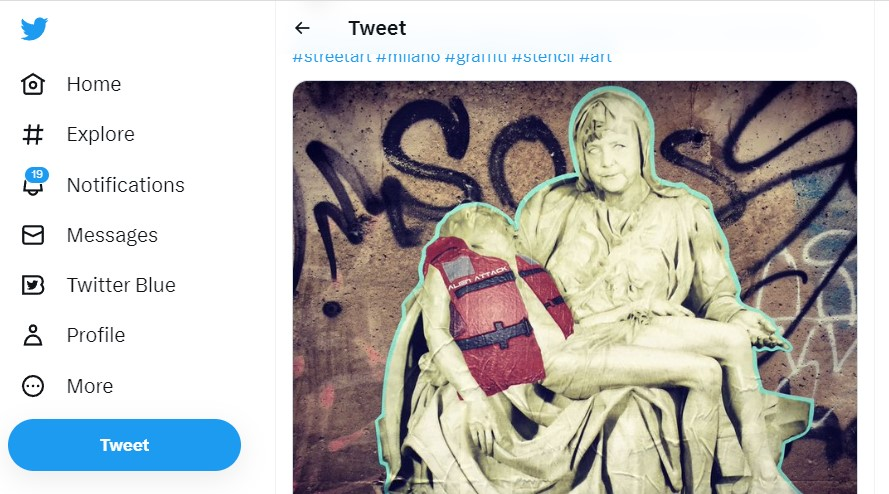 Tweet
#streetart #milano #graffiti #stencil #art
Home
Explore
19
Notifications
Messages
Twitter Blue
Profile
More
Tweet
ALIEN ATTACK